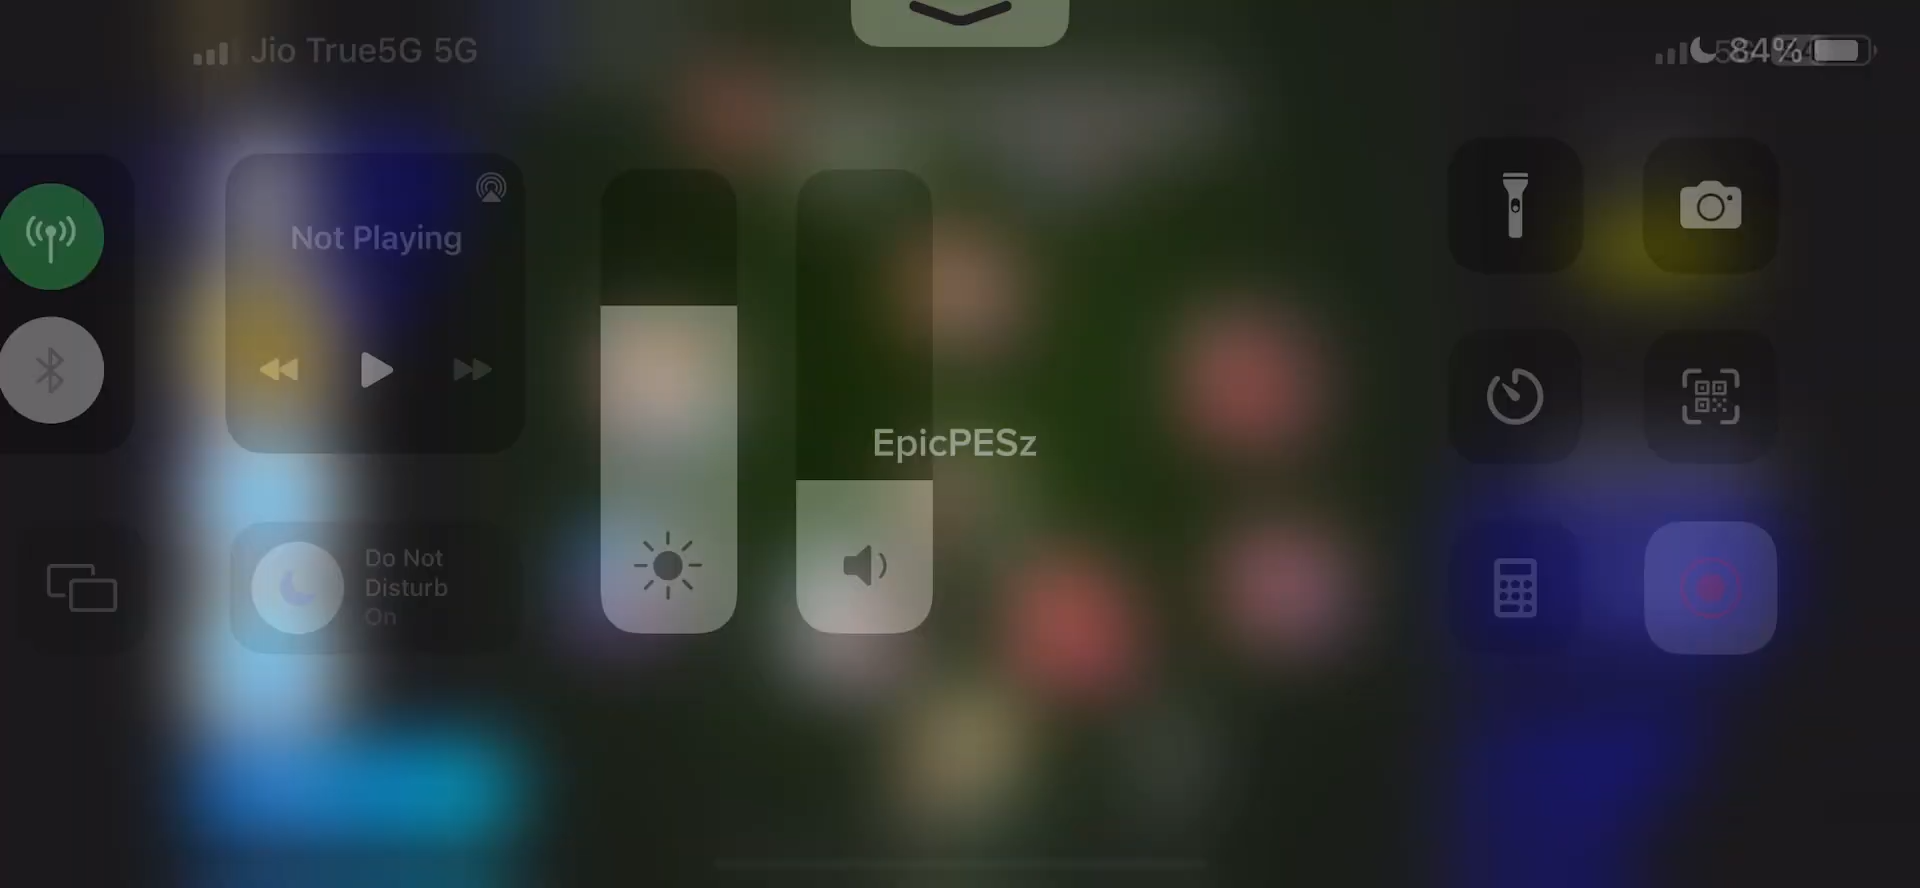 Jio True5G 5G
84%
Not Playing
EpicPESz
Do Not
Disturb
On